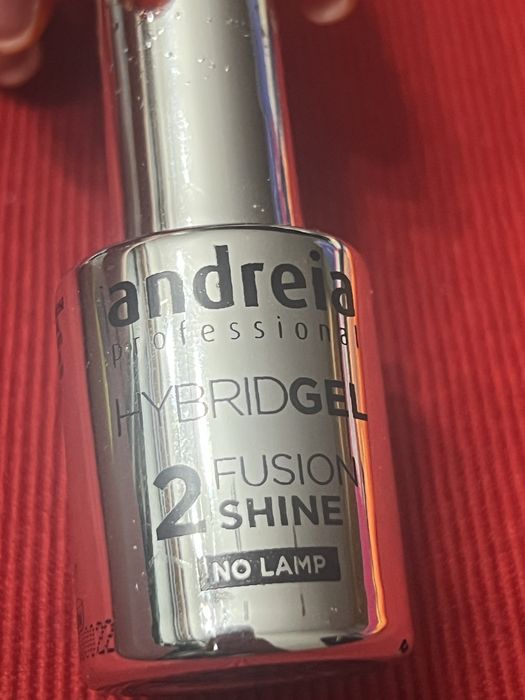 andreia
professional
HYBRIDGEL
2 FUSION
SHINE
NO LAMP